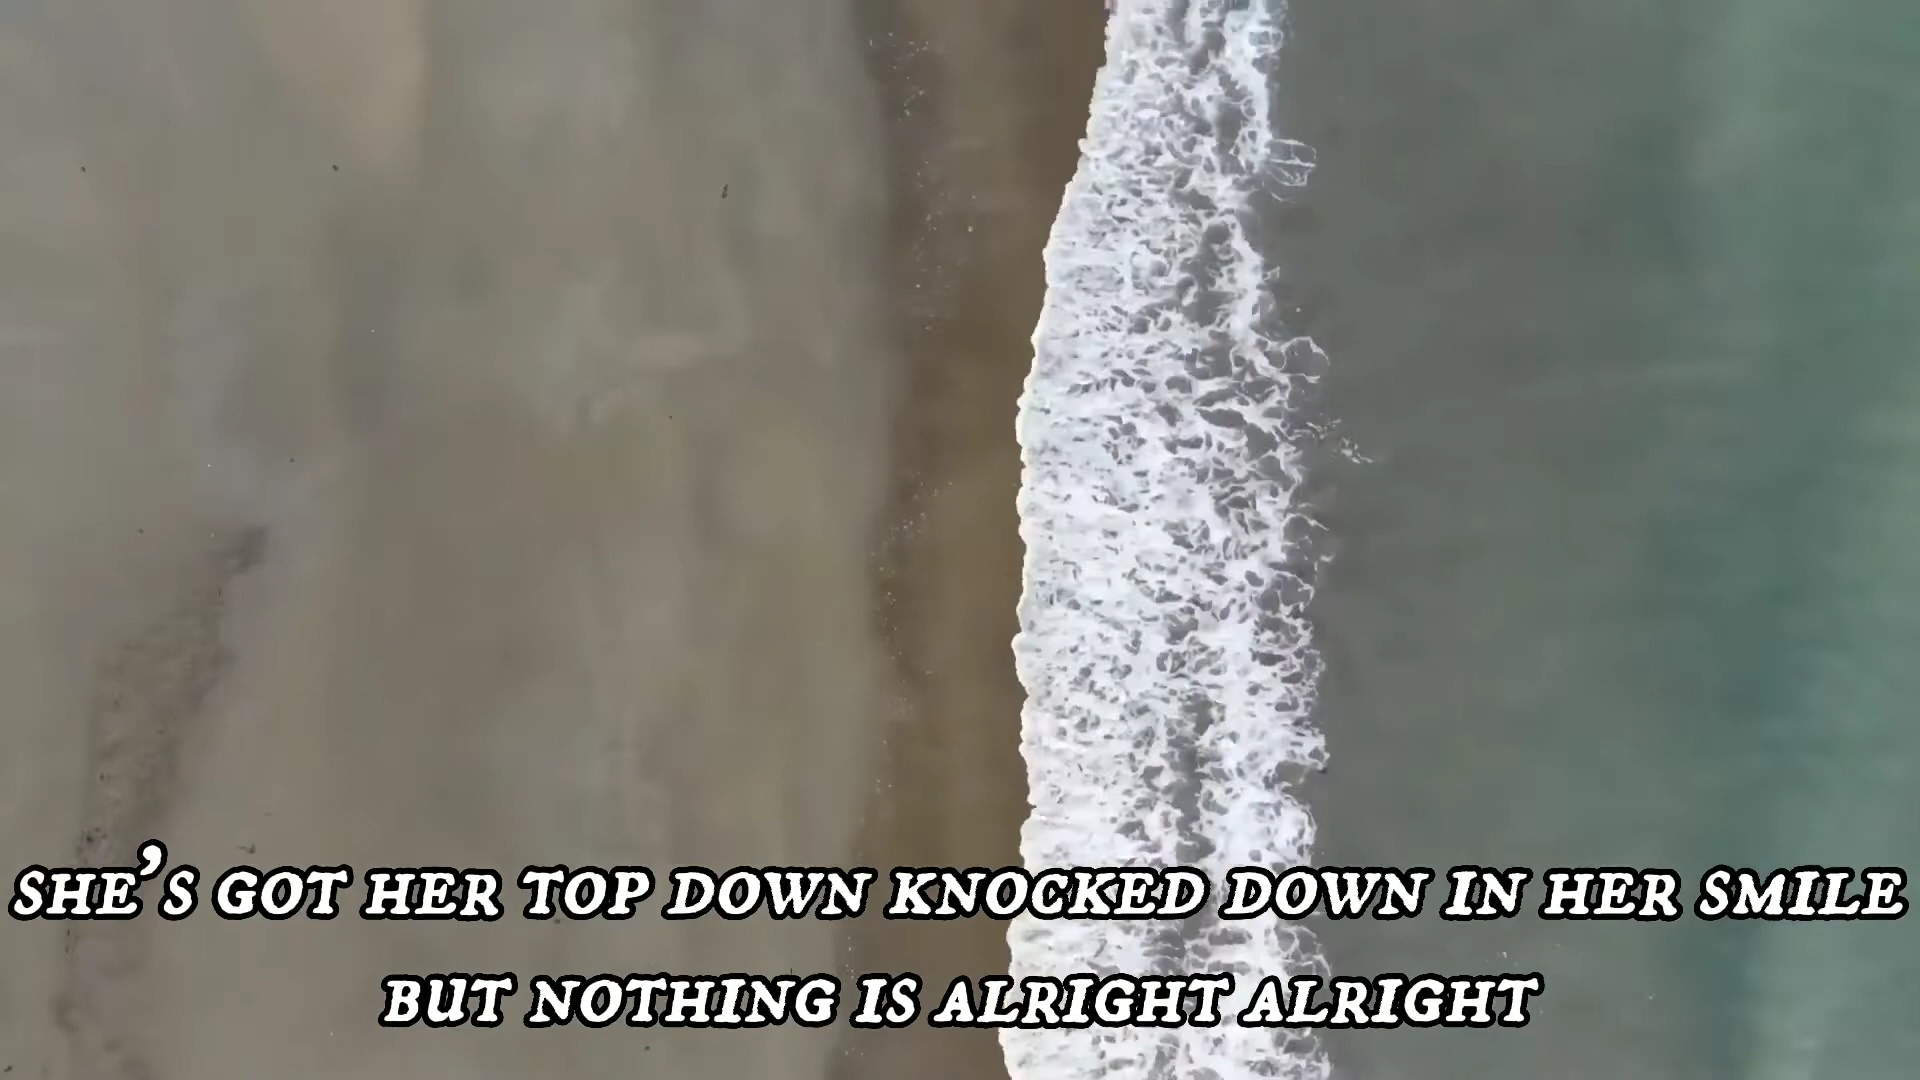 SHE'S GOT HER TOP DOWN KNOCKED DOWN IN HER SMILE
BUT NOTHING IS ALRIGHT ALRIGHT